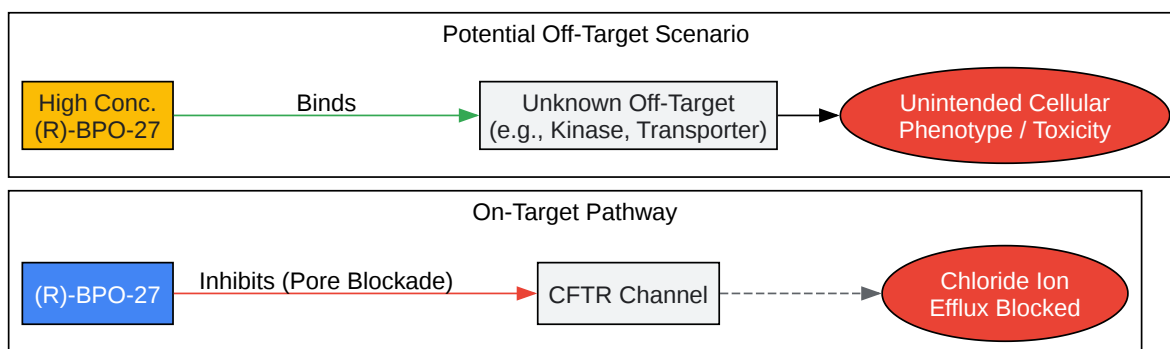 Potential Off-Target Scenario
High Conc.
(R)-BPO-27
Binds
Unknown Off-Target
(e.g., Kinase, Transporter)
Unintended Cellular
Phenotype / Toxicity
On-Target Pathway
(R)-BPO-27
Inhibits (Pore Blockade)
CFTR Channel
Chloride Ion
Efflux Blocked